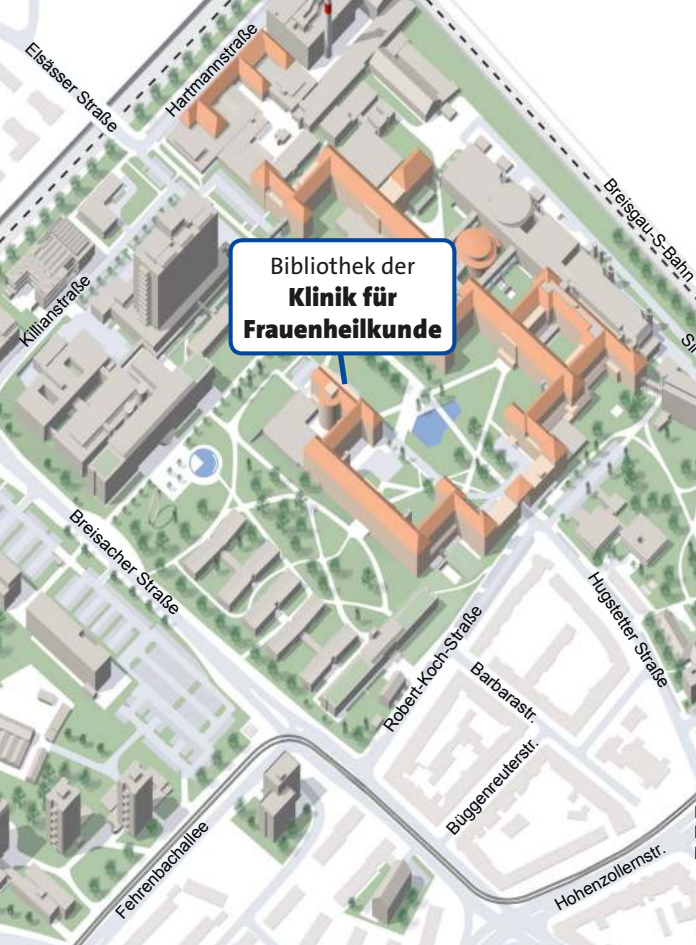 Elsässer Straße
Hartmannstraße
Breisgau-S-Bahn
Bibliothek der
Klinik für
Frauenheilkunde
Killianstraße
Breisacher Straße
Hugstetter Straße
Robert-Koch-Straße
Barbarastr.
Büggenreuterstr.
Fehrenbachallee
Hohenzollernstr.